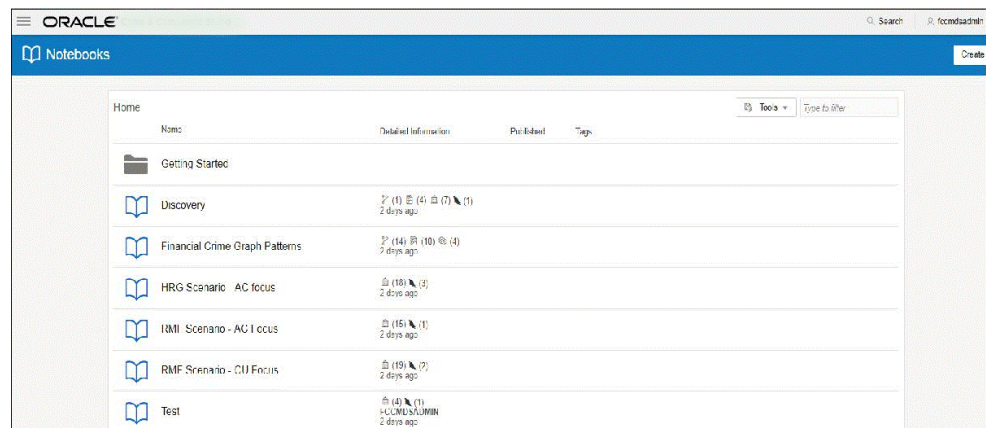 ORACLE
Search
fccmdsadmin
Notebooks
Create
Home
Tools
Type to filter
Name Detailed Information Published Tags
Getting Started
Discovery
(1) (4) (7) (1)
2 days ago
Financial Crime Graph Patterns
(14) (10) (4)
2 days ago
HRG Scenario - AC focus
(18) (3)
2 days ago
RMF Scenario - AC Focus
(15) (1)
2 days ago
RMF Scenario - CU Focus
(19) (2)
2 days ago
Test
(4) (1)
FCCMDSADMIN
2 days ago